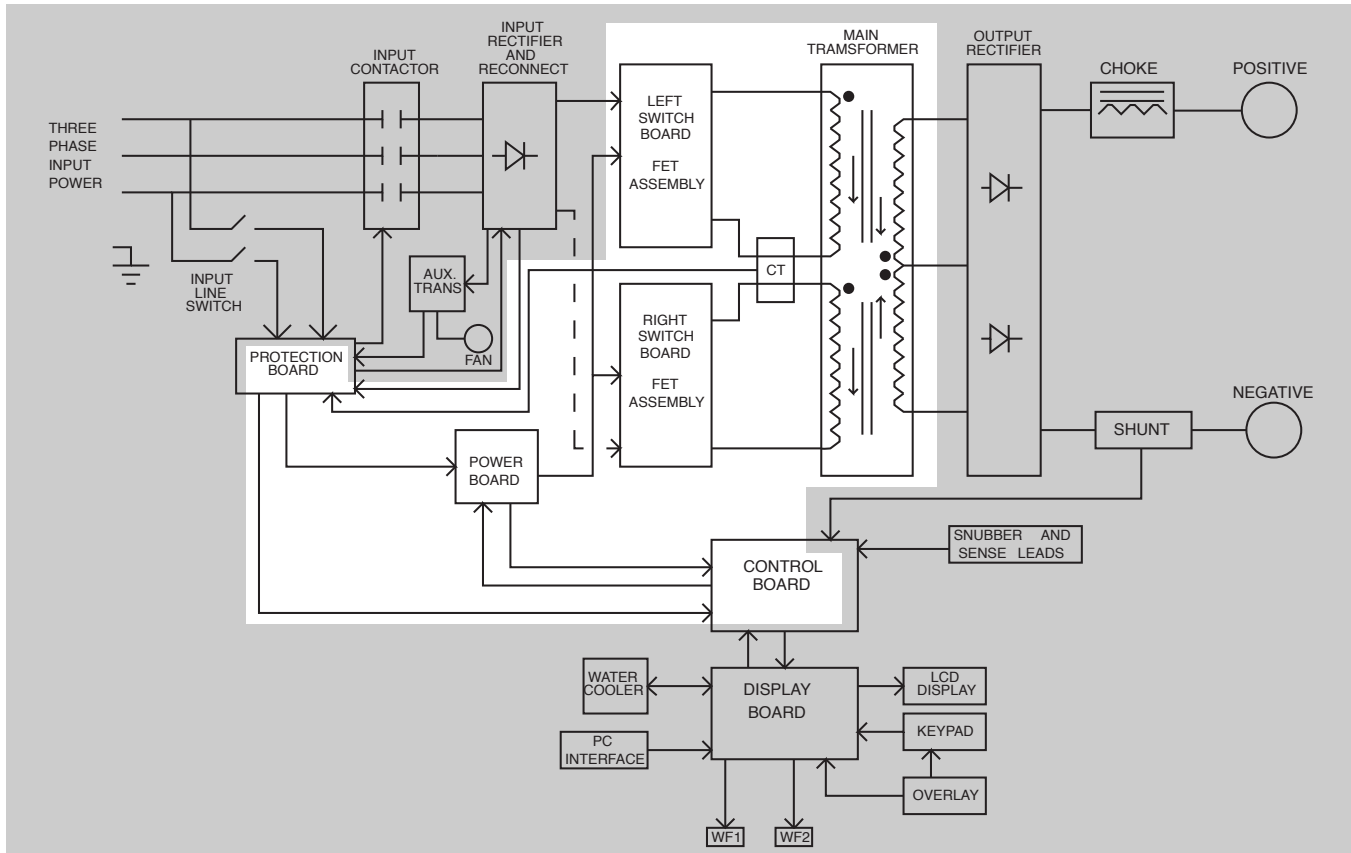 INPUT
CONTACTOR
INPUT
RECTIFIER
AND
RECONNECT
MAIN
TRAMSFORMER
OUTPUT
RECTIFIER
CHOKE
POSITIVE
THREE
PHASE
INPUT
POWER
LEFT
SWITCH
BOARD
FET
ASSEMBLY
INPUT
LINE
SWITCH
AUX.
TRANS
FAN
CT
PROTECTION
BOARD
RIGHT
SWITCH
BOARD
FET
ASSEMBLY
NEGATIVE
SHUNT
POWER
BOARD
CONTROL
BOARD
SNUBBER AND
SENSE LEADS
WATER
COOLER
DISPLAY
BOARD
LCD
DISPLAY
KEYPAD
PC
INTERFACE
OVERLAY
WF1
WF2